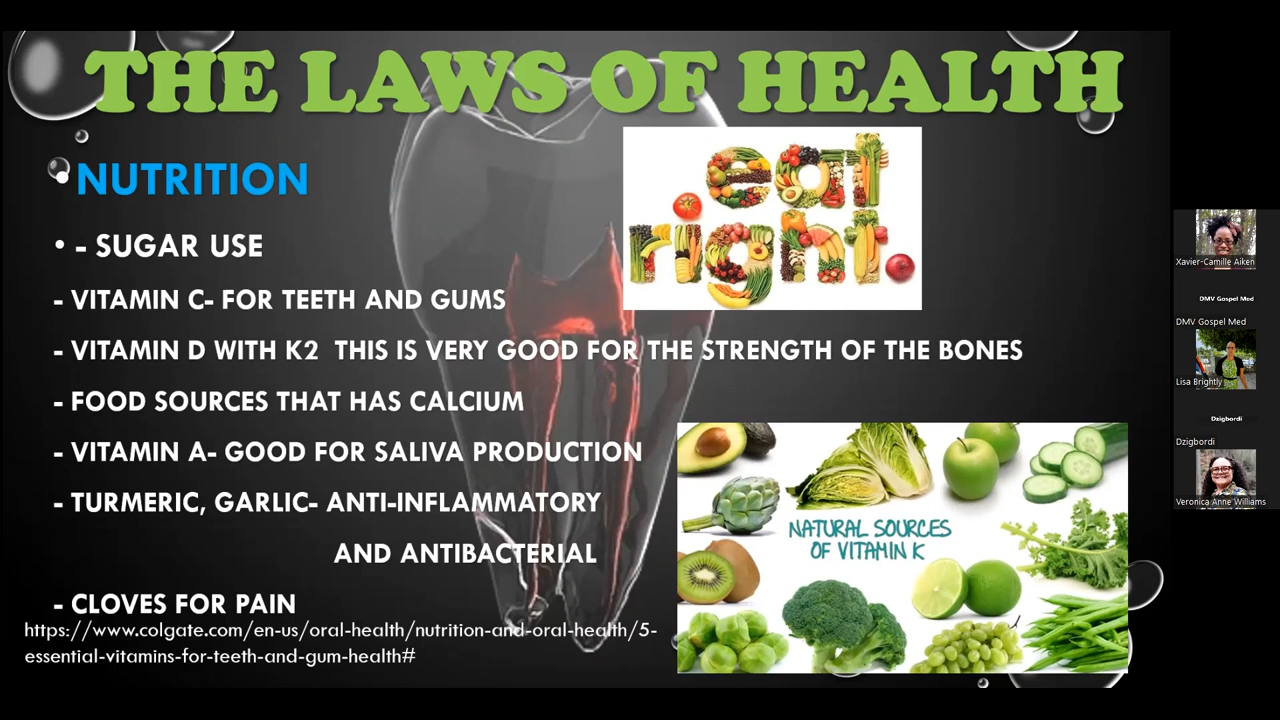 THE LAWS OF HEALTH
NUTRITION
• - SUGAR USE
- VITAMIN C- FOR TEETH AND GUMS
- VITAMIN D WITH K2 THIS IS VERY GOOD FOR THE STRENGTH OF THE BONES
- FOOD SOURCES THAT HAS CALCIUM
- VITAMIN A- GOOD FOR SALIVA PRODUCTION
- TURMERIC, GARLIC- ANTI-INFLAMMATORY
AND ANTIBACTERIAL
- CLOVES FOR PAIN
https://www.colgate.com/en-us/oral-health/nutrition-and-oral-health/5-
essential-vitamins-for-teeth-and-gum-health#
eat
right.
NATURAL SOURCES
OF VITAMIN K
Xavier-Camille Aiken
DMV Gospel Med
DMV Gospel Med
Lisa Brightly
Dzigbordi
Dzigbordi
Veronica Anne Williams